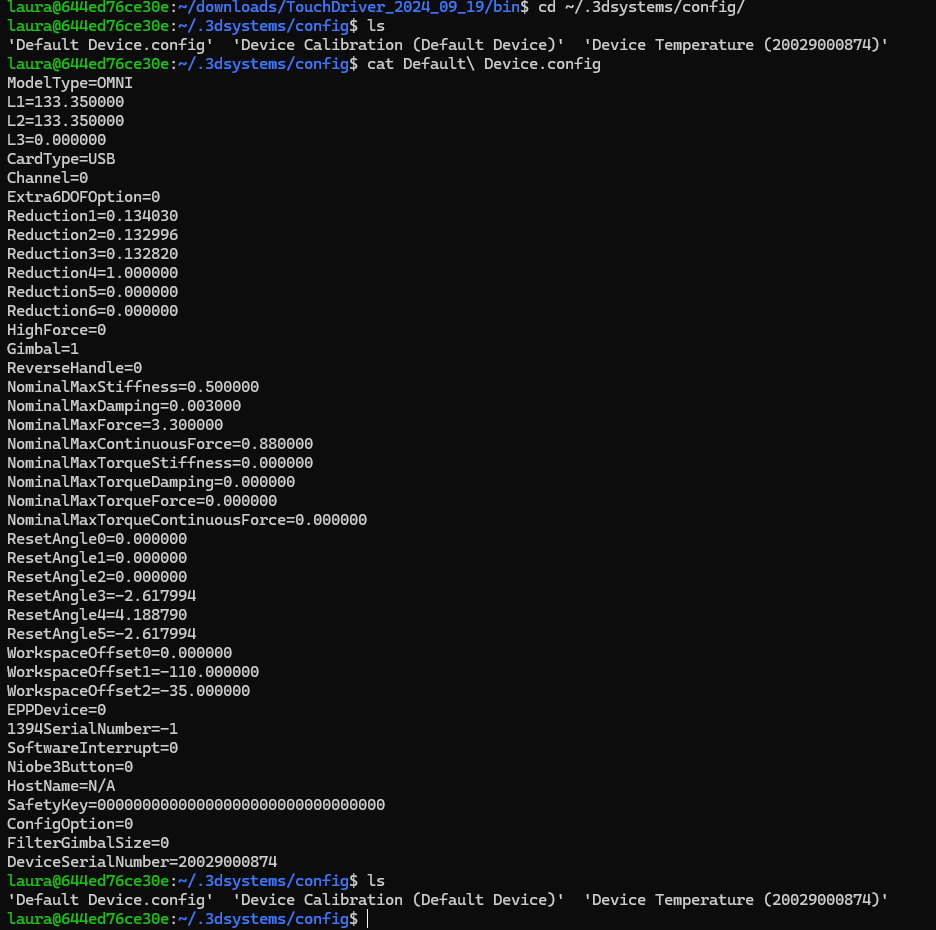 laura@644ed76ce30e:~/downloads/TouchDriver_2024_09_19/bin$ cd ~/.3dsystems/config/
laura@644ed76ce30e:~/.3dsystems/config$ ls
'Default Device.config'  'Device Calibration (Default Device)'  'Device Temperature (20029000874)'
laura@644ed76ce30e:~/.3dsystems/config$ cat Default\ Device.config
ModelType=OMNI
L1=133.350000
L2=133.350000
L3=0.000000
CardType=USB
Channel=0
Extra6DOFOption=0
Reduction1=0.134030
Reduction2=0.132996
Reduction3=0.132820
Reduction4=1.000000
Reduction5=0.000000
Reduction6=0.000000
HighForce=0
Gimbal=1
ReverseHandle=0
NominalMaxStiffness=0.500000
NominalMaxDamping=0.003000
NominalMaxForce=3.300000
NominalMaxContinuousForce=0.880000
NominalMaxTorqueStiffness=0.000000
NominalMaxTorqueDamping=0.000000
NominalMaxTorqueForce=0.000000
NominalMaxTorqueContinuousForce=0.000000
ResetAngle0=0.000000
ResetAngle1=0.000000
ResetAngle2=0.000000
ResetAngle3=-2.617994
ResetAngle4=4.188790
ResetAngle5=-2.617994
WorkspaceOffset0=0.000000
WorkspaceOffset1=-110.000000
WorkspaceOffset2=-35.000000
EPPDevice=0
1394SerialNumber=-1
SoftwareInterrupt=0
Niobe3Button=0
HostName=N/A
SafetyKey=00000000000000000000000000000000
ConfigOption=0
FilterGimbalSize=0
DeviceSerialNumber=20029000874
laura@644ed76ce30e:~/.3dsystems/config$ ls
'Default Device.config'  'Device Calibration (Default Device)'  'Device Temperature (20029000874)'
laura@644ed76ce30e:~/.3dsystems/config$